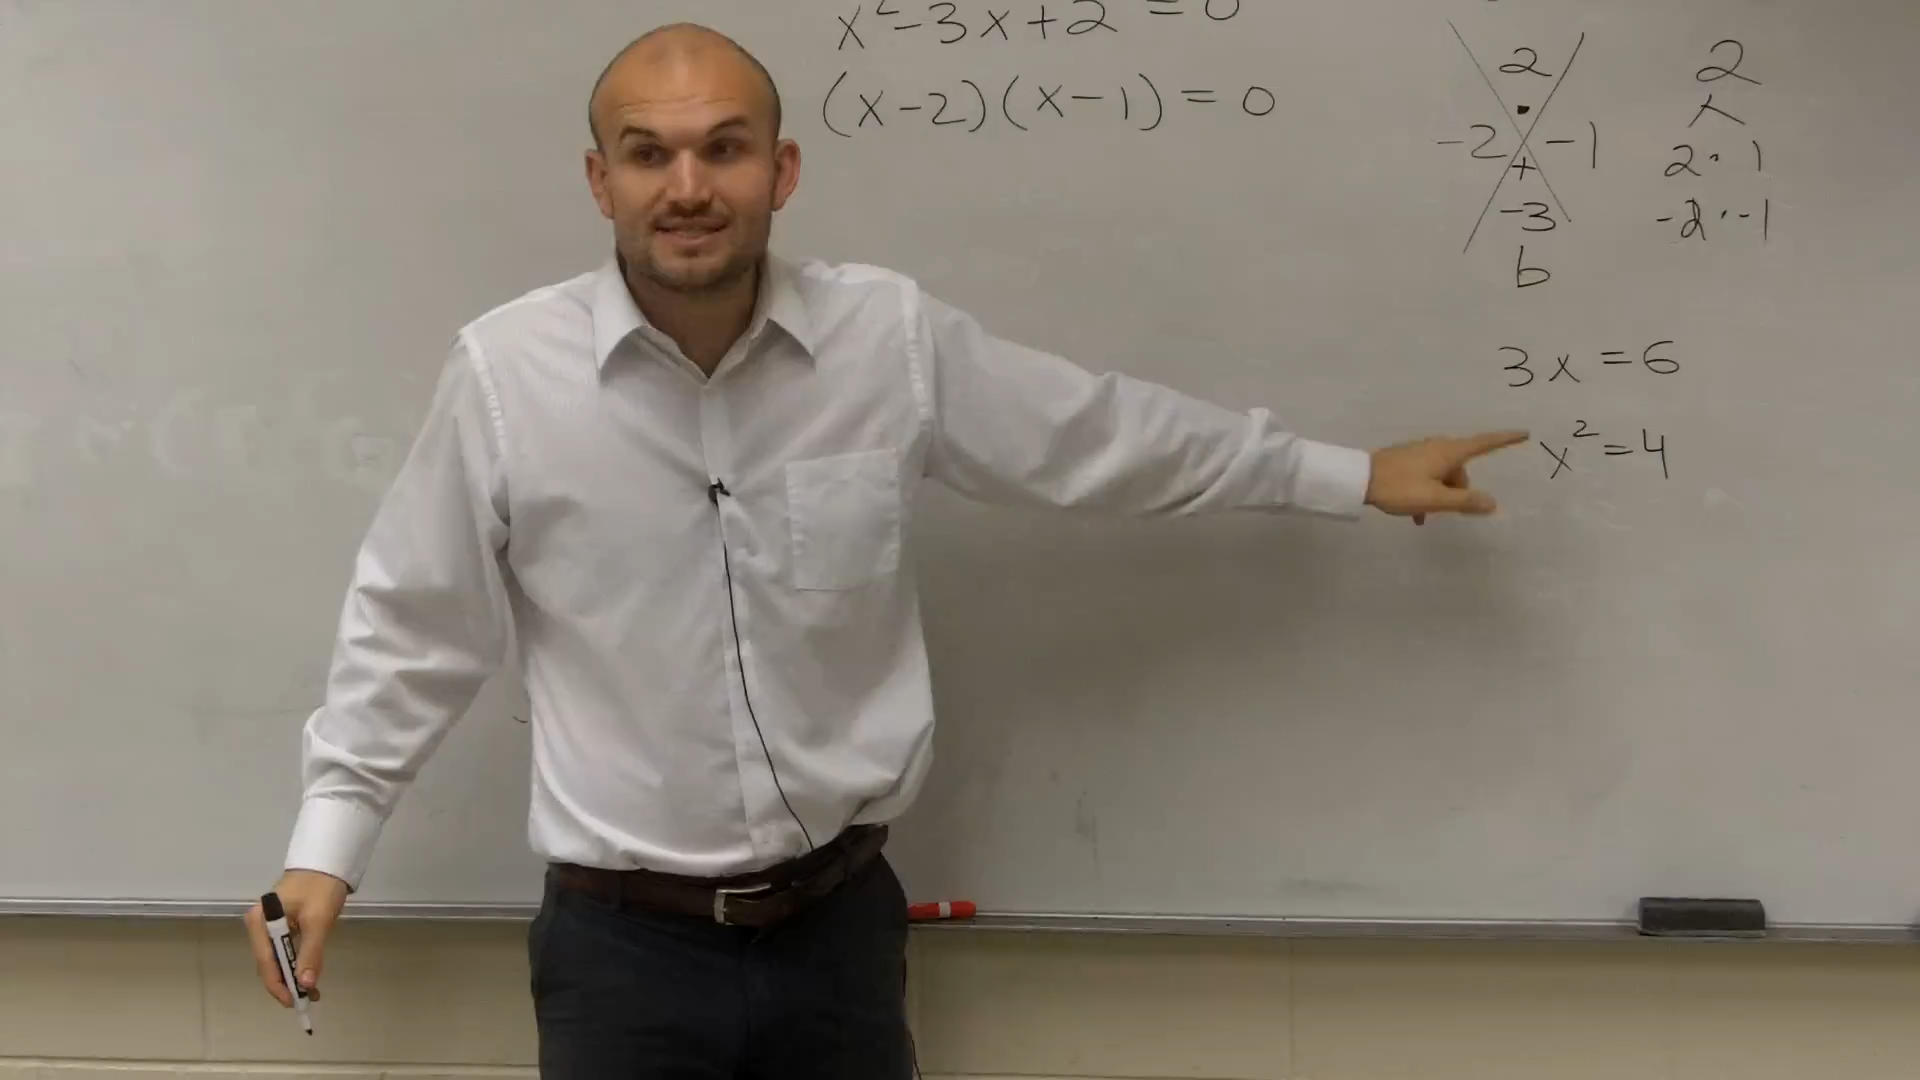 x²-3x+2=0
(x-2)(x-1)=0
2
·
-2 -1
+
-3
b
2
2·1
-2·-1
3x=6
x²=4